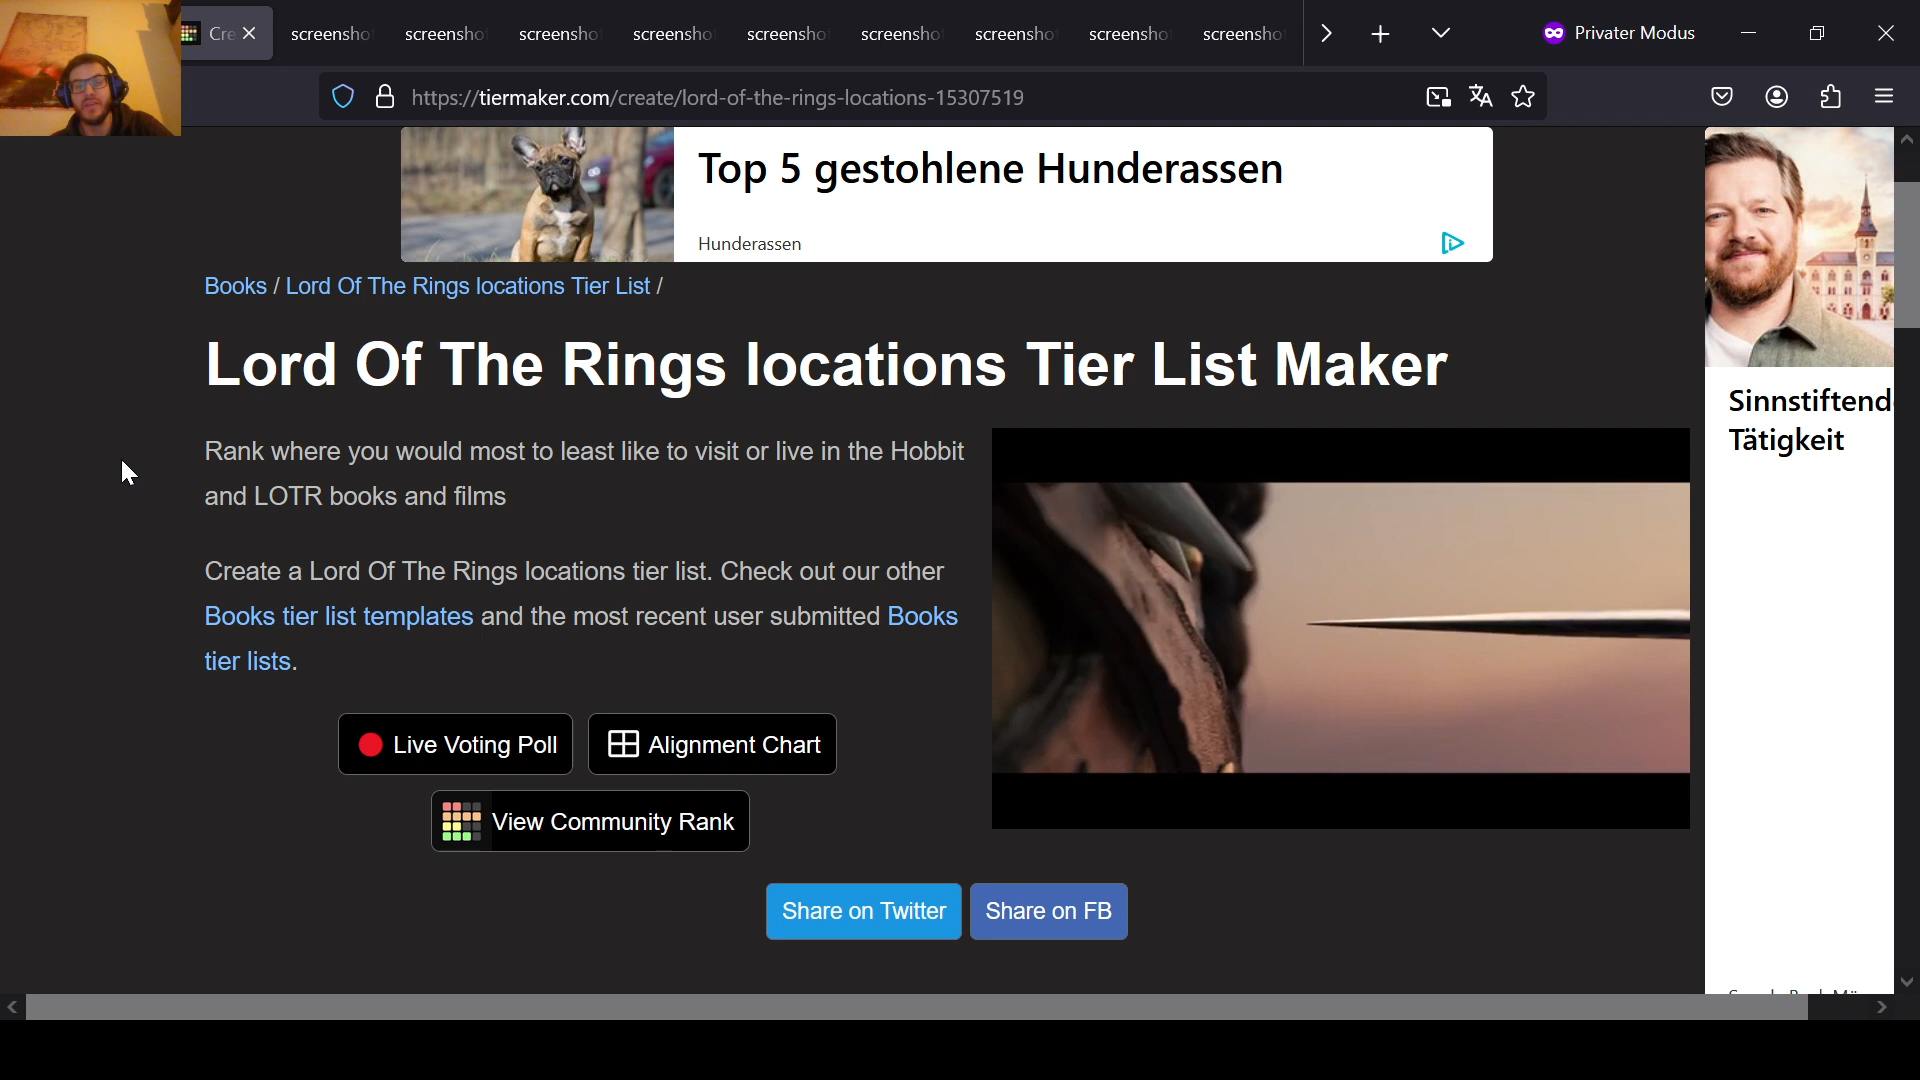 Cre
screensho
screensho
screensho
screensho
screensho
screensho
screensho
screensho
screensho
Privater Modus
https://tiermaker.com/create/lord-of-the-rings-locations-15307519
Top 5 gestohlene Hunderassen
Hunderassen
Books / Lord Of The Rings locations Tier List /
Lord Of The Rings locations Tier List Maker
Rank where you would most to least like to visit or live in the Hobbit
and LOTR books and films
Create a Lord Of The Rings locations tier list. Check out our other
Books tier list templates and the most recent user submitted Books
tier lists.
Live Voting Poll
Alignment Chart
View Community Rank
Share on Twitter
Share on FB
Sinnstiftend
Tätigkeit